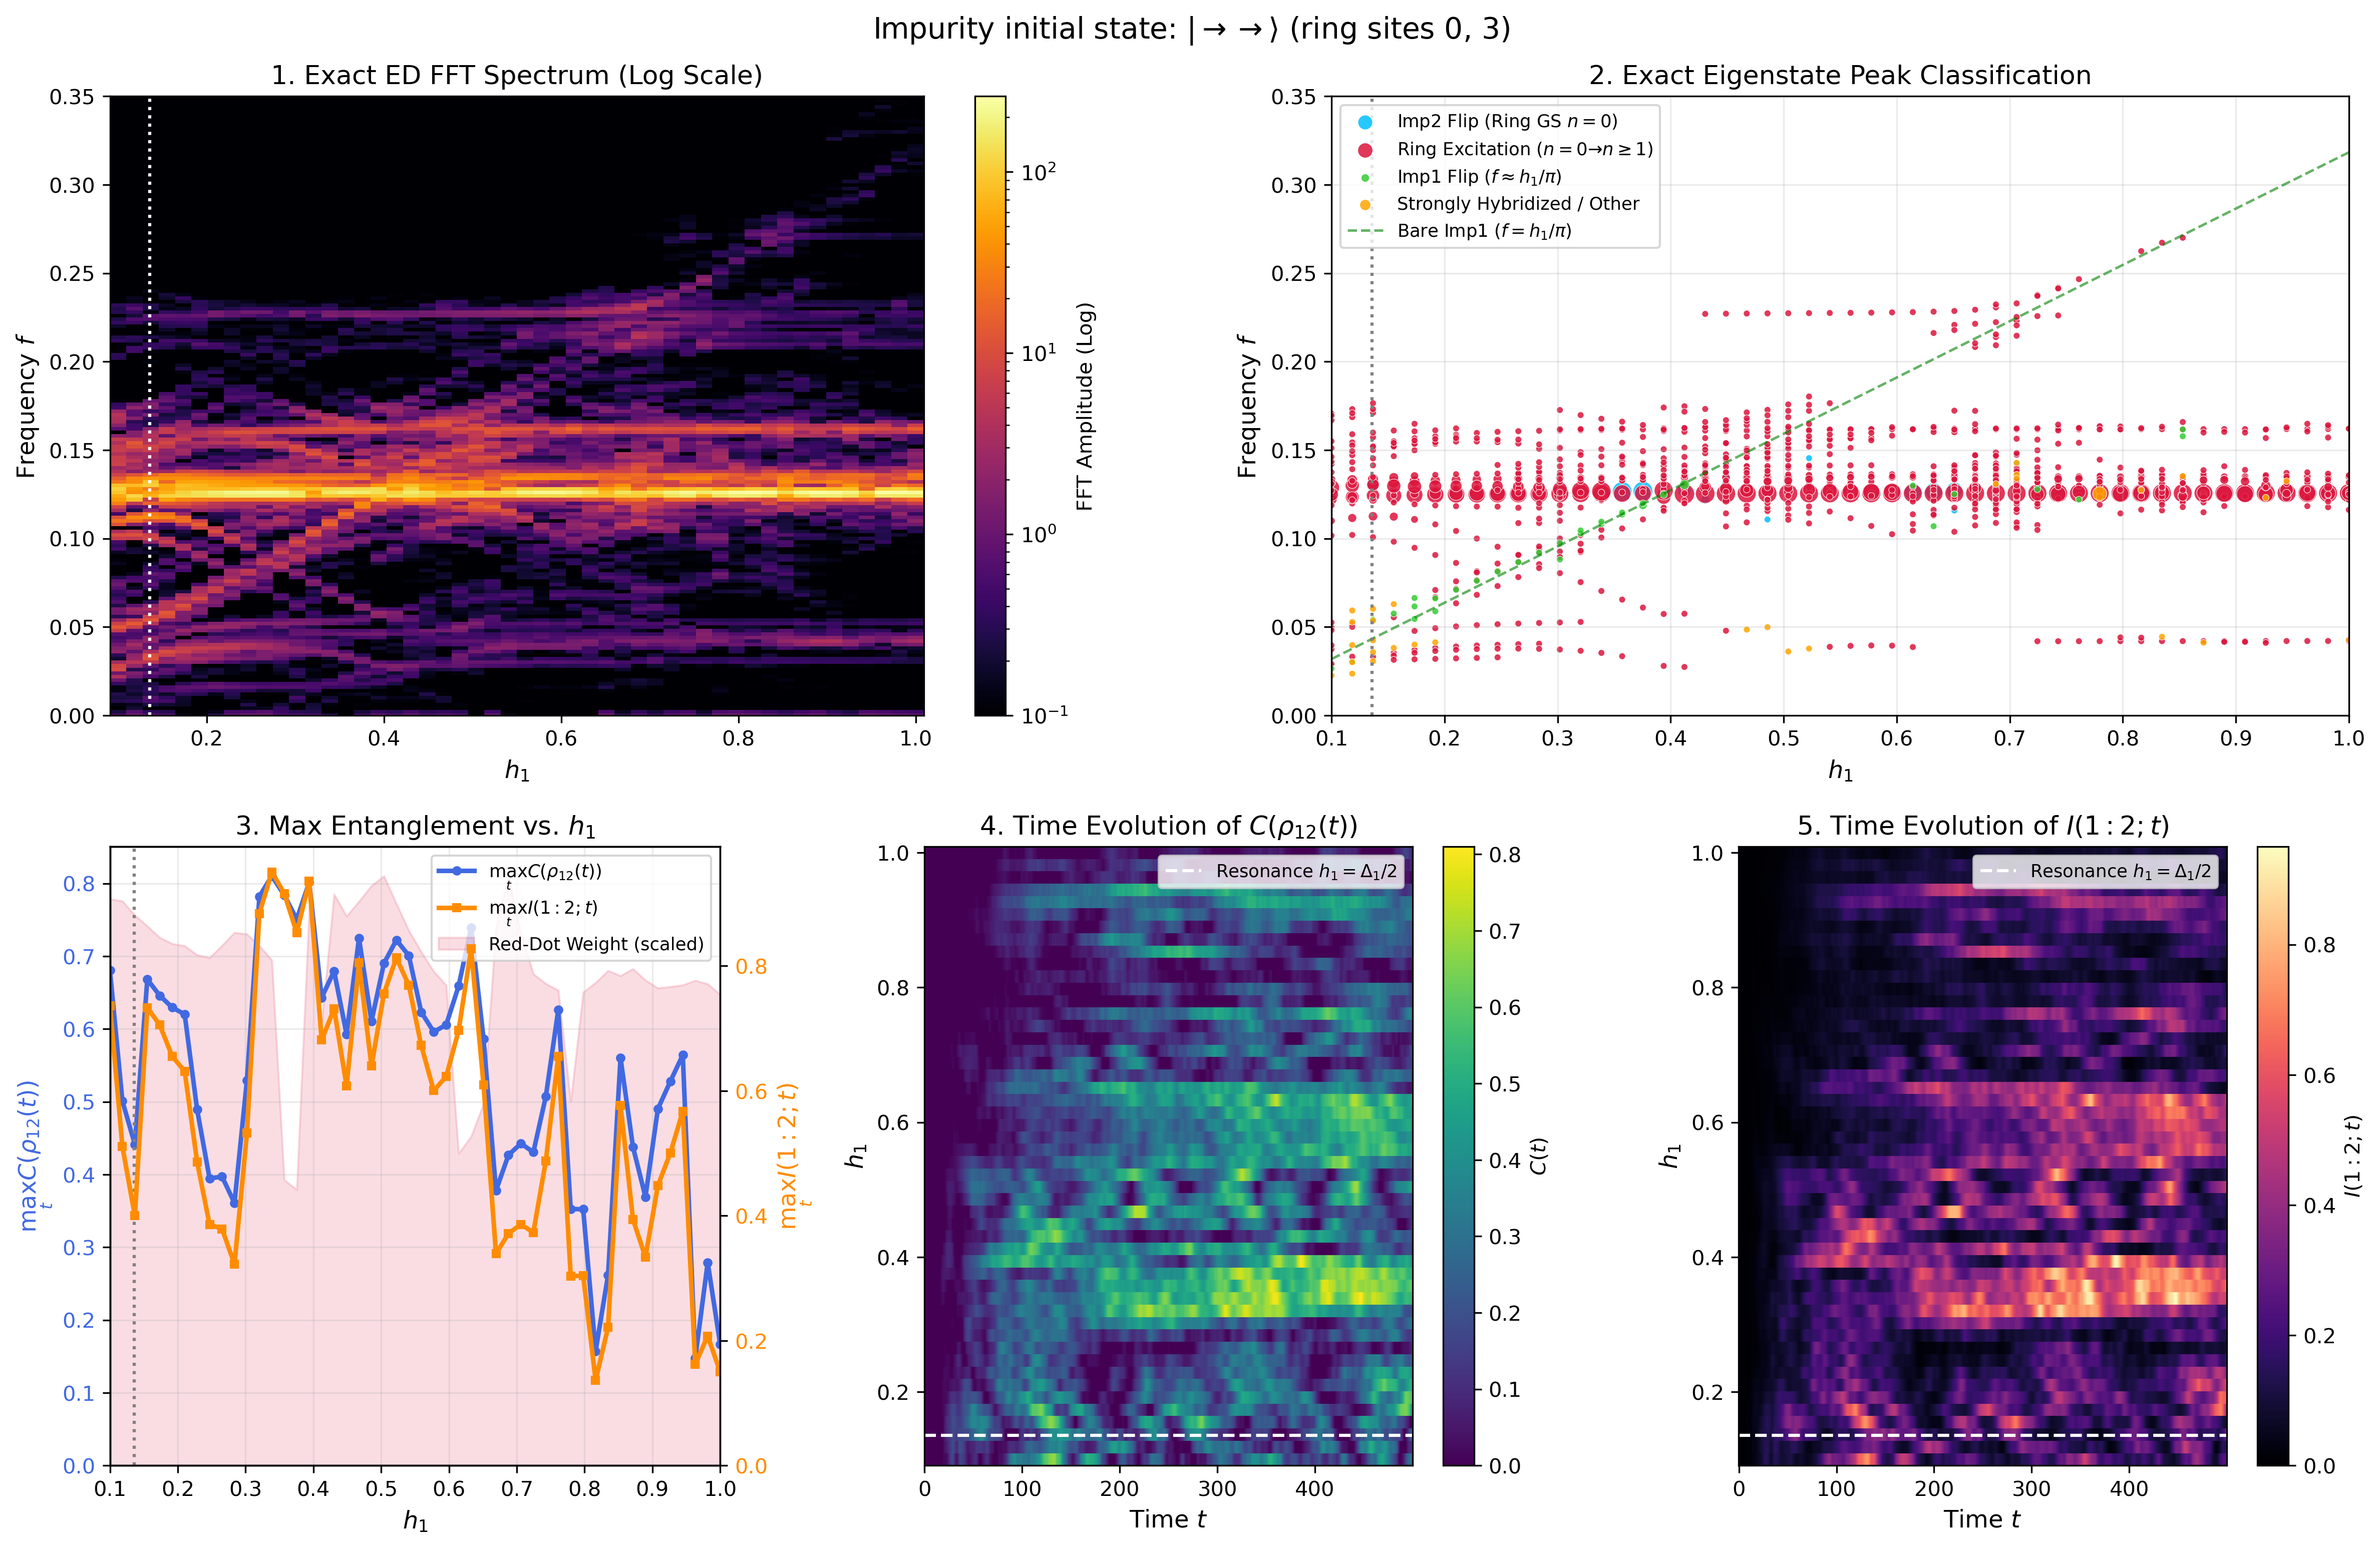 Impurity initial state: |→→⟩ (ring sites 0, 3)
1. Exact ED FFT Spectrum (Log Scale)
0.35
0.30
0.25
0.20
0.15
0.10
0.05
0.00
Frequency f
0.2
0.4
0.6
0.8
1.0
h₁
10²
10¹
10⁰
10⁻¹
FFT Amplitude (Log)
2. Exact Eigenstate Peak Classification
Imp2 Flip (Ring GS n = 0)
Ring Excitation (n = 0→n ≥ 1)
Imp1 Flip (f ≈ h₁/π)
Strongly Hybridized / Other
Bare Imp1 (f = h₁/π)
0.35
0.30
0.25
0.20
0.15
0.10
0.05
0.00
Frequency f
0.1
0.2
0.3
0.4
0.5
0.6
0.7
0.8
0.9
1.0
h₁
3. Max Entanglement vs. h₁
max C(ρ₁₂(t))
t
max I(1 : 2; t)
t
Red-Dot Weight (scaled)
0.8
0.7
0.6
0.5
0.4
0.3
0.2
0.1
0.0
max C(ρ₁₂(t))
t
0.8
0.6
0.4
0.2
0.0
max I(1 : 2; t)
t
0.1
0.2
0.3
0.4
0.5
0.6
0.7
0.8
0.9
1.0
h₁
4. Time Evolution of C(ρ₁₂(t))
Resonance h₁ = Δ₁/2
1.0
0.8
0.6
0.4
0.2
h₁
0
100
200
300
400
Time t
0.8
0.7
0.6
0.5
0.4
0.3
0.2
0.1
0.0
C(t)
5. Time Evolution of I(1 : 2; t)
Resonance h₁ = Δ₁/2
1.0
0.8
0.6
0.4
0.2
h₁
0
100
200
300
400
Time t
0.8
0.6
0.4
0.2
0.0
I(1 : 2; t)